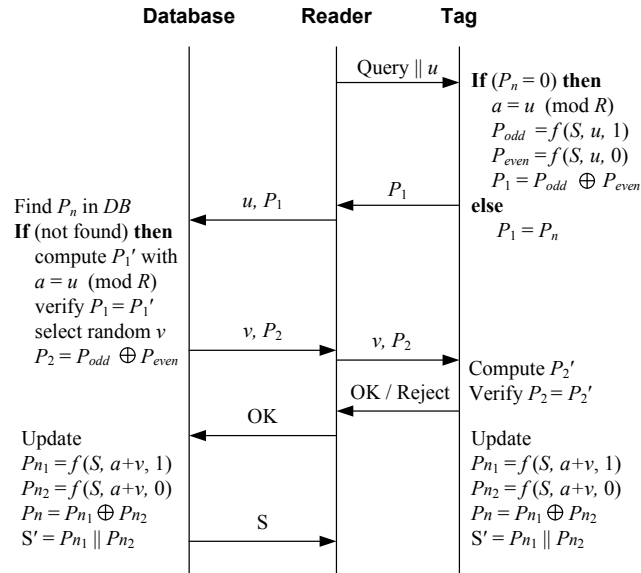 Database Reader Tag
Query || u
If (Pn = 0) then
a = u (mod R)
Podd = f(S, u, 1)
Peven = f(S, u, 0)
P1 = Podd ⊕ Peven
else
P1 = Pn
P1
u, P1
Find Pn in DB
If (not found) then
compute P1' with
a = u (mod R)
verify P1 = P1'
select random v
P2 = Podd ⊕ Peven
v, P2
v, P2
Compute P2'
Verify P2 = P2'
OK / Reject
OK
Update
Pn1 = f(S, a+v, 1)
Pn2 = f(S, a+v, 0)
Pn = Pn1 ⊕ Pn2
S' = Pn1 || Pn2
S
Update
Pn1 = f(S, a+v, 1)
Pn2 = f(S, a+v, 0)
Pn = Pn1 ⊕ Pn2
S' = Pn1 || Pn2